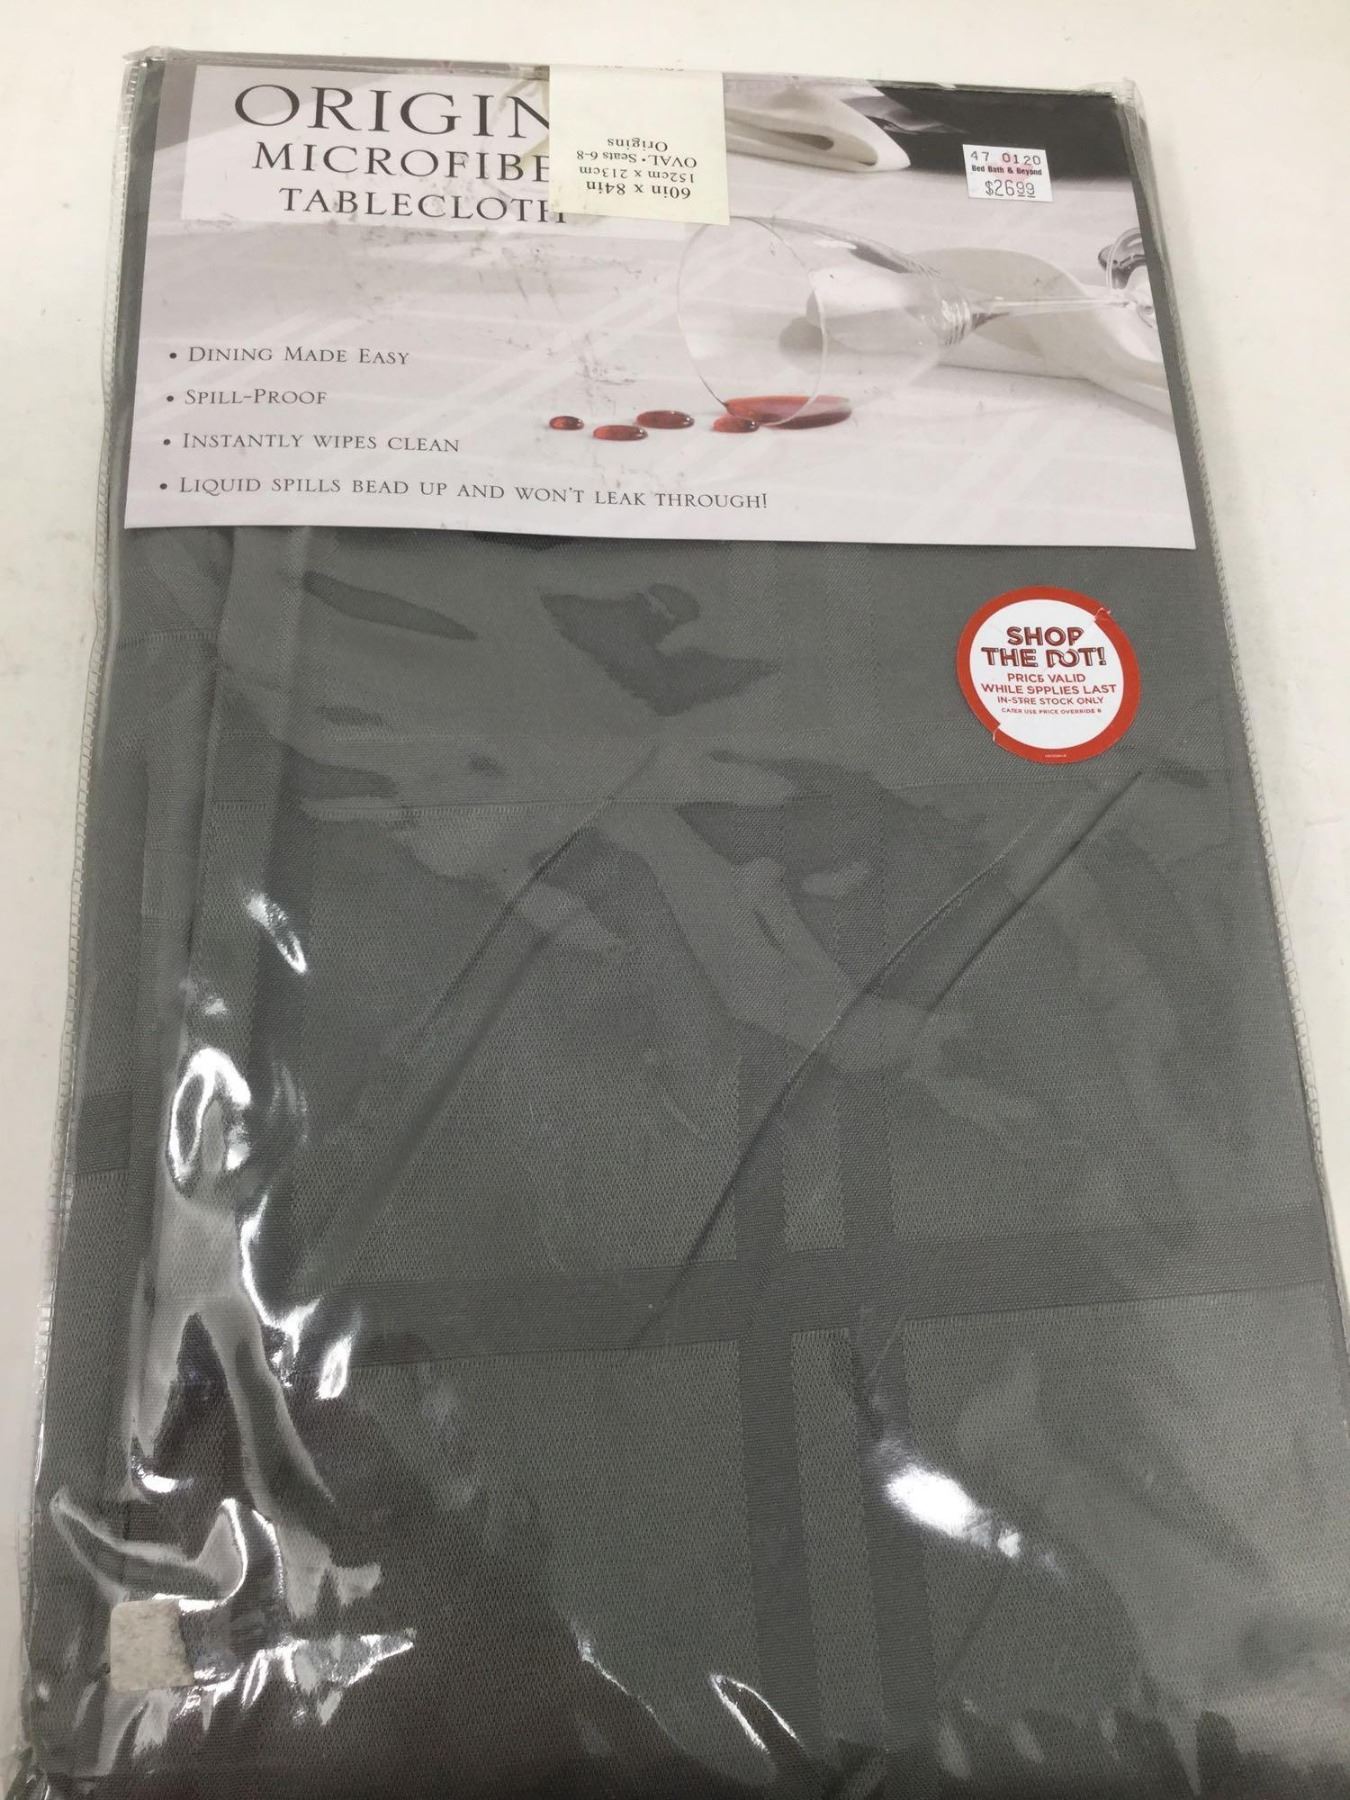 ORIGIN
MICROFIBE
TABLECLOTH
60in x 84in
152cm x 213cm
OVAL • Seats 6-8
Origins
47 0120
Bed Bath & Beyond
$26.99
• DINING MADE EASY
• SPILL-PROOF
• INSTANTLY WIPES CLEAN
• LIQUID SPILLS BEAD UP AND WON'T LEAK THROUGH!
SHOP
THE DOT!
PRICE VALID
WHILE SPPLIES LAST
IN-STRE STOCK ONLY